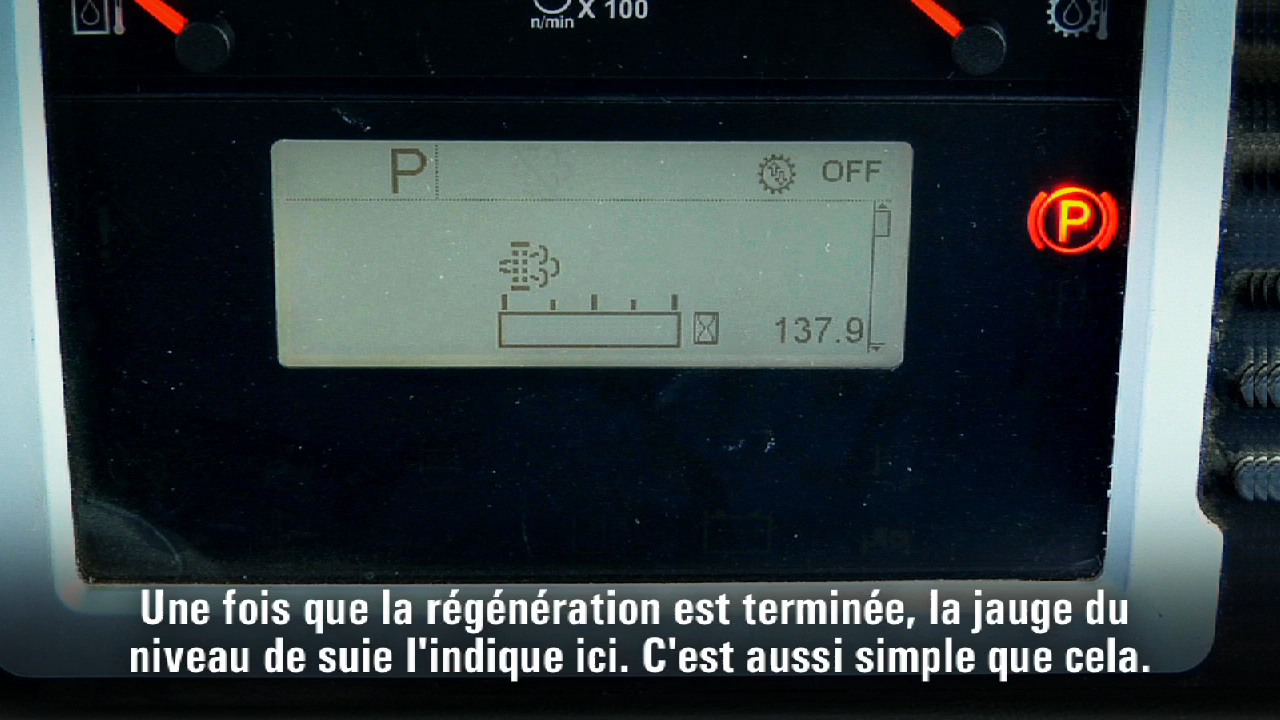 n/min X 100
P OFF
P
137.9
Une fois que la régénération est terminée, la jauge du
niveau de suie l'indique ici. C'est aussi simple que cela.